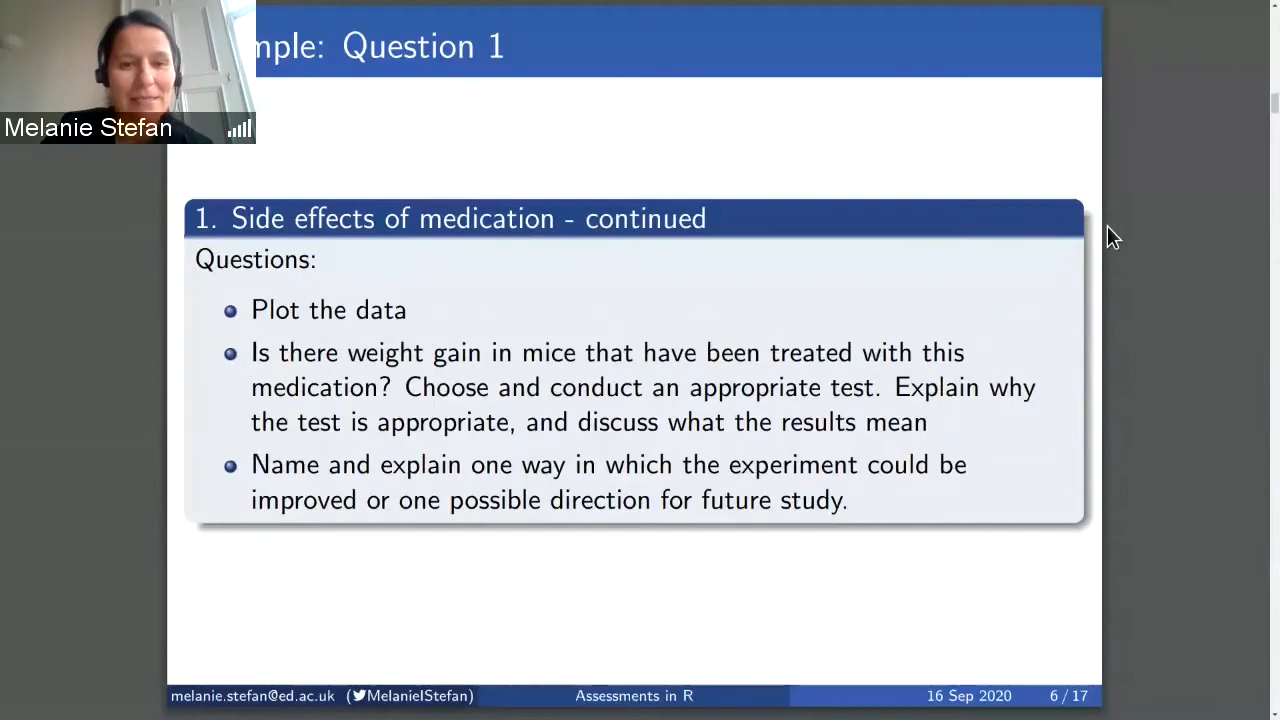 mple: Question 1
Melanie Stefan
1. Side effects of medication - continued
Questions:
Plot the data
Is there weight gain in mice that have been treated with this
medication? Choose and conduct an appropriate test. Explain why
the test is appropriate, and discuss what the results mean
Name and explain one way in which the experiment could be
improved or one possible direction for future study.
melanie.stefan@ed.ac.uk (MelanieIStefan) Assessments in R 16 Sep 2020 6 / 17